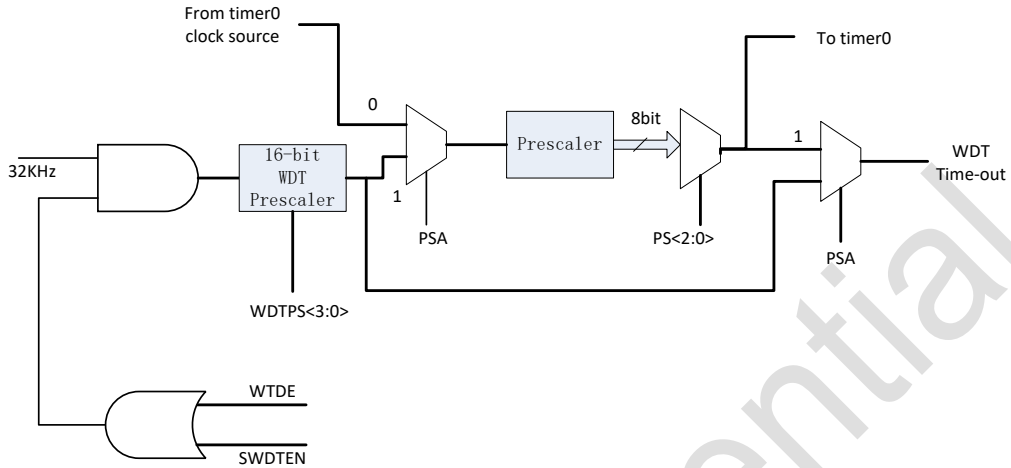 From timer0
clock source
To timer0
0
8bit
1
Prescaler
32KHz
16-bit
WDT
Prescaler
1
WDT
Time-out
PSA
PS<2:0>
PSA
WDTPS<3:0>
WTDE
SWDTEN
ential